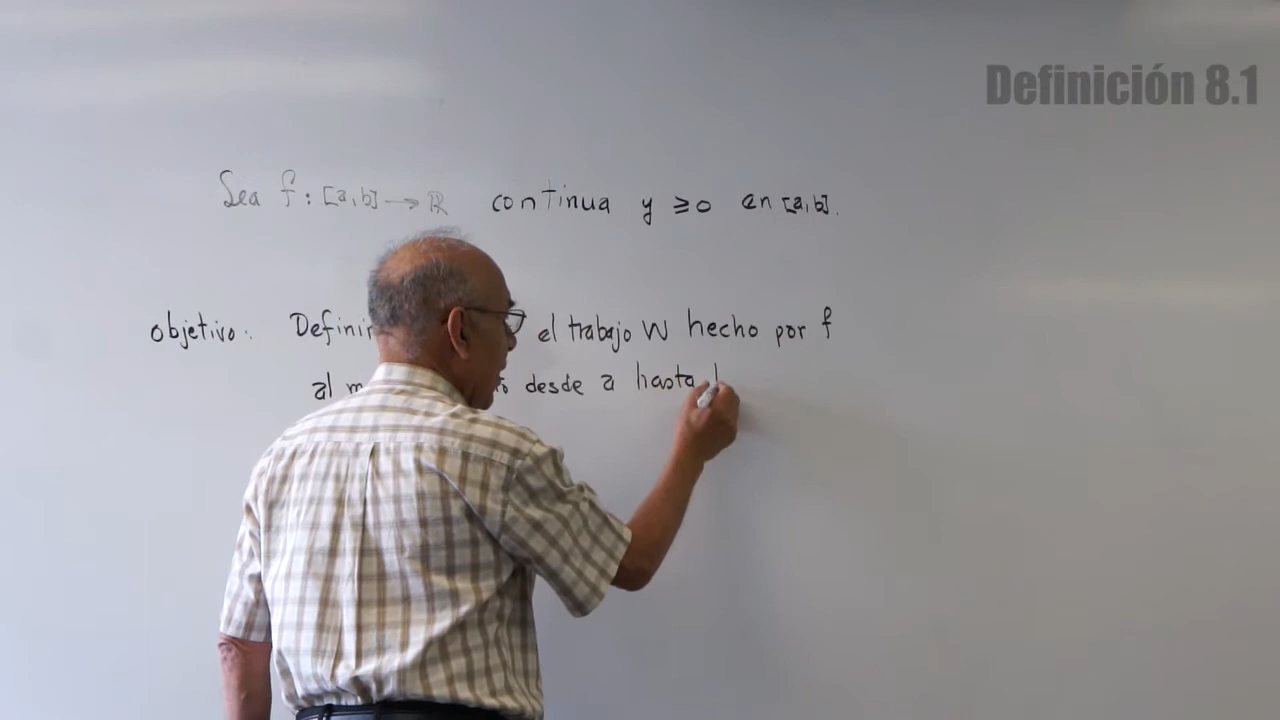 Definición 8.1
Sea f : [a,b] → ℝ continua y ≥0 en [a,b].
objetivo: Definir el trabajo W hecho por f
al desde a hasta